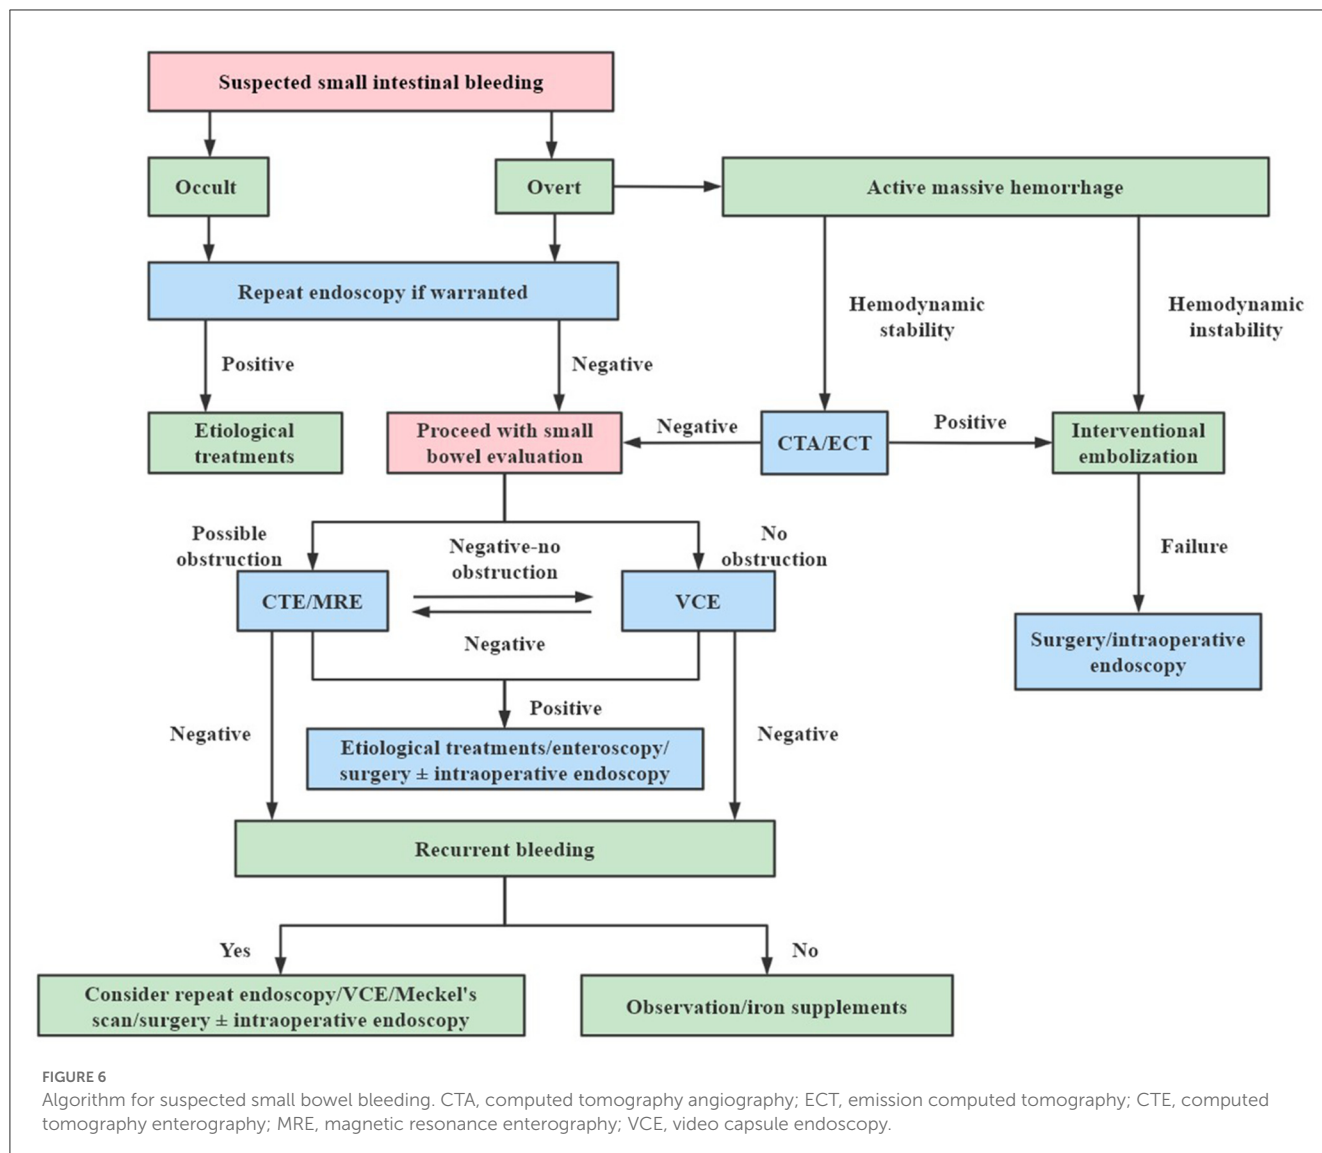 Suspected small intestinal bleeding
Occult
Overt
Active massive hemorrhage
Repeat endoscopy if warranted
Hemodynamic
stability
Hemodynamic
instability
Positive
Negative
Etiological
treatments
Proceed with small
bowel evaluation
Negative
CTA/ECT
Positive
Interventional
embolization
Possible
obstruction
Negative-no
obstruction
No
obstruction
Failure
CTE/MRE
VCE
Negative
Surgery/intraoperative
endoscopy
Negative
Positive
Negative
Etiological treatments/enteroscopy/
surgery ± intraoperative endoscopy
Recurrent bleeding
Yes
No
Consider repeat endoscopy/VCE/Meckel's
scan/surgery ± intraoperative endoscopy
Observation/iron supplements
FIGURE 6
Algorithm for suspected small bowel bleeding. CTA, computed tomography angiography; ECT, emission computed tomography; CTE, computed
tomography enterography; MRE, magnetic resonance enterography; VCE, video capsule endoscopy.